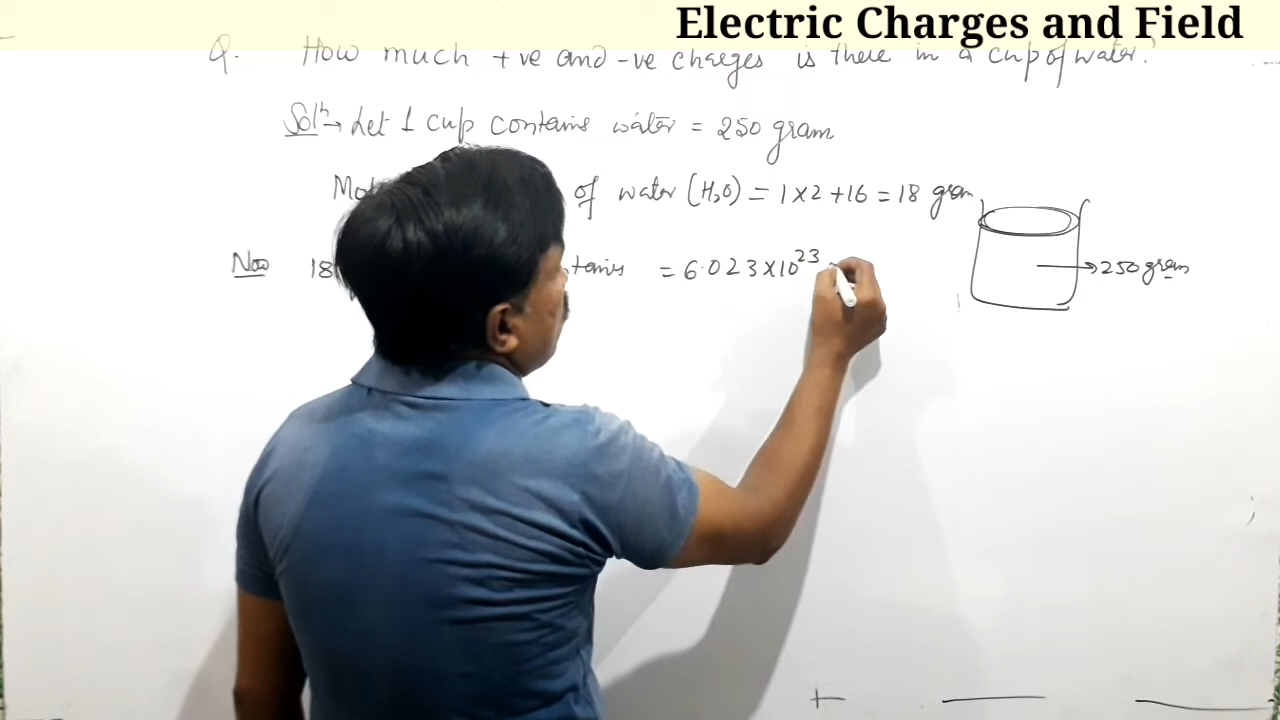 Electric Charges and Field
Q. How much +ve and -ve charges is there in a cup of water?
Solⁿ→ Let 1 cup contains water = 250 gram
of water (H₂O) = 1×2+16 = 18 gram
→250 gram
Now 18 = 6.023×10²³